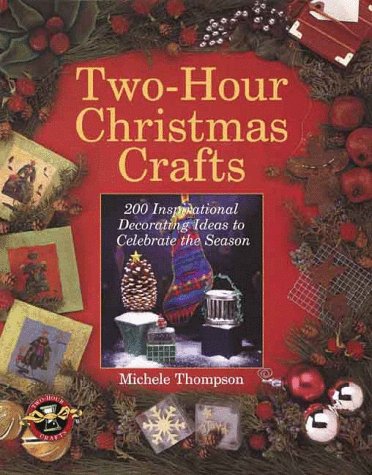 Two-Hour
Christmas
Crafts
200 Inspirational
Decorating Ideas to
Celebrate the Season
Michele Thompson
TWO-HOUR
CRAFTS